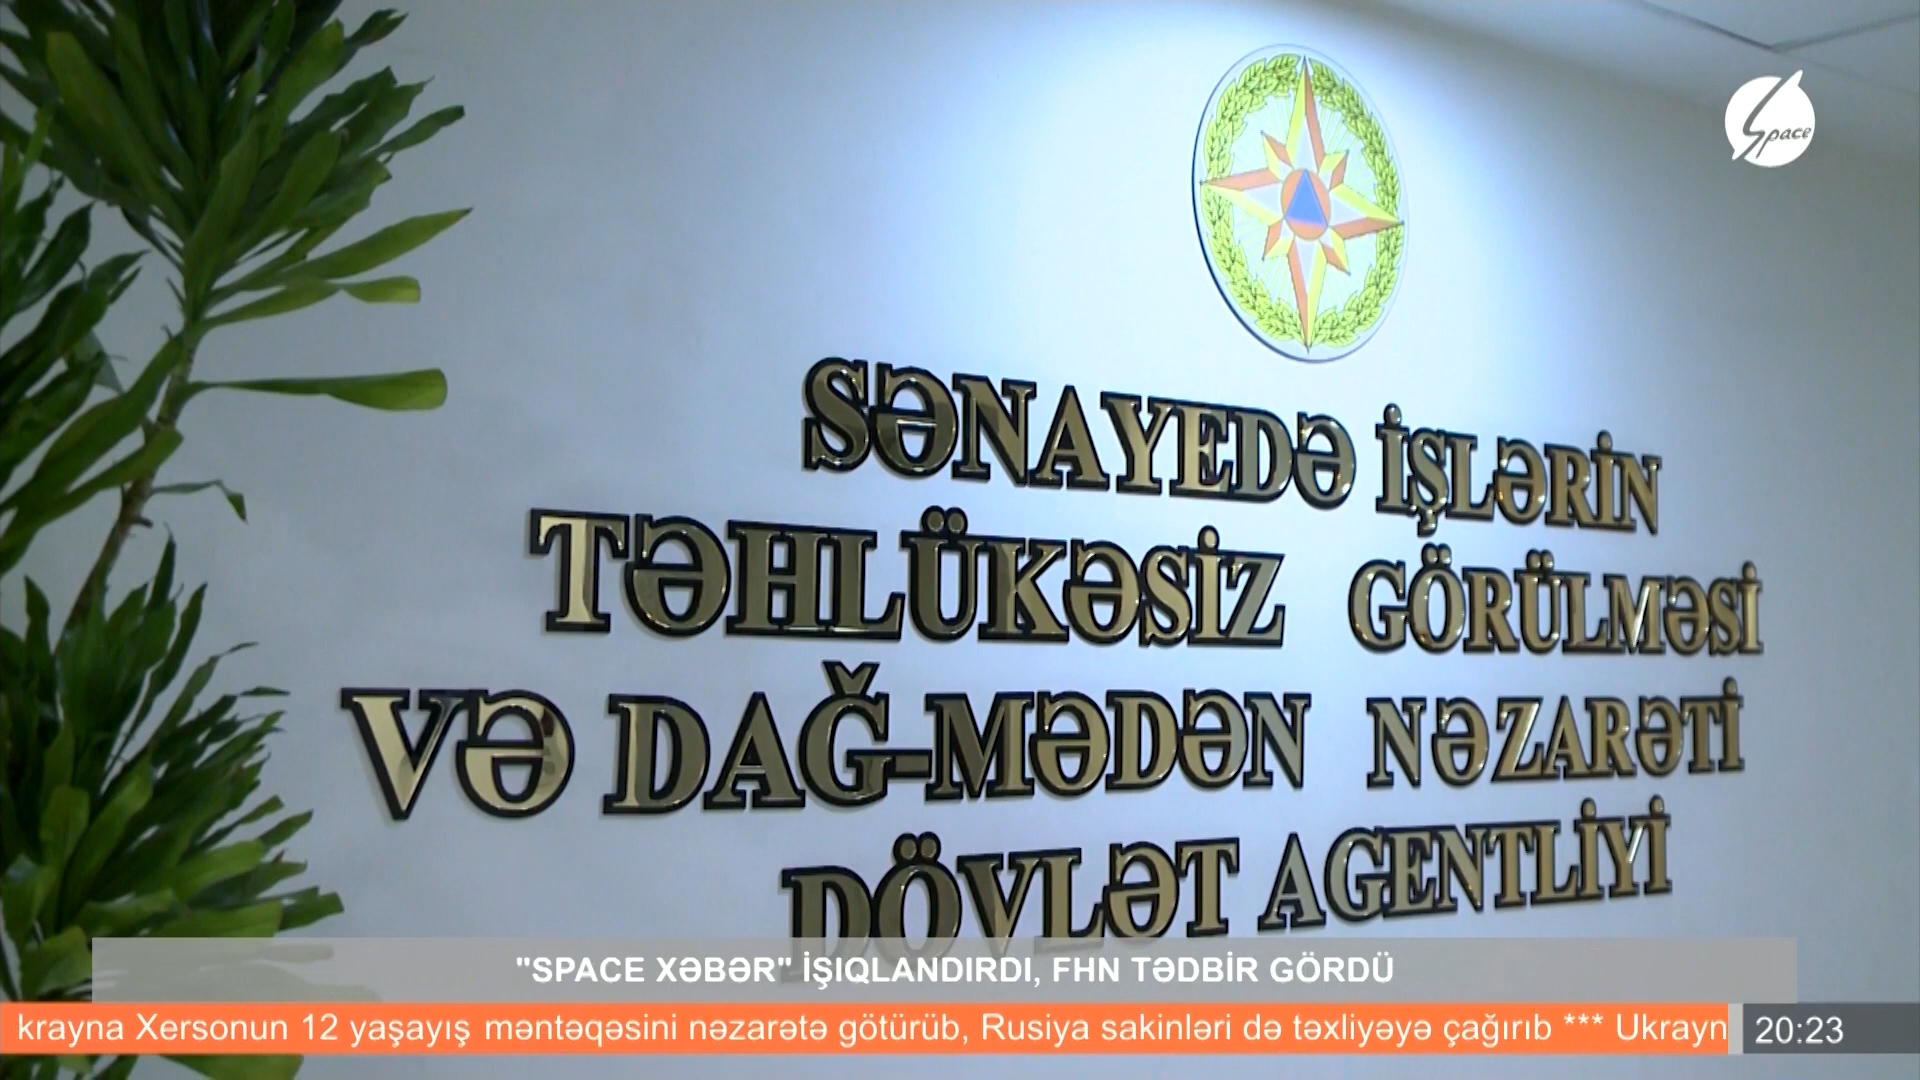 Space
SƏNAYEDƏ İŞLƏRİN
TƏHLÜKƏSİZ GÖRÜLMƏSİ
VƏ DAĞ-MƏDƏN NƏZARƏTİ
DÖVLƏT AGENTLİYİ
"SPACE XƏBƏR" İŞIQLANDIRDI, FHN TƏDBİR GÖRDÜ
krayna Xersonun 12 yaşayış məntəqəsini nəzarətə götürüb, Rusiya sakinləri də təxliyəyə çağırıb *** Ukrayn
20:23